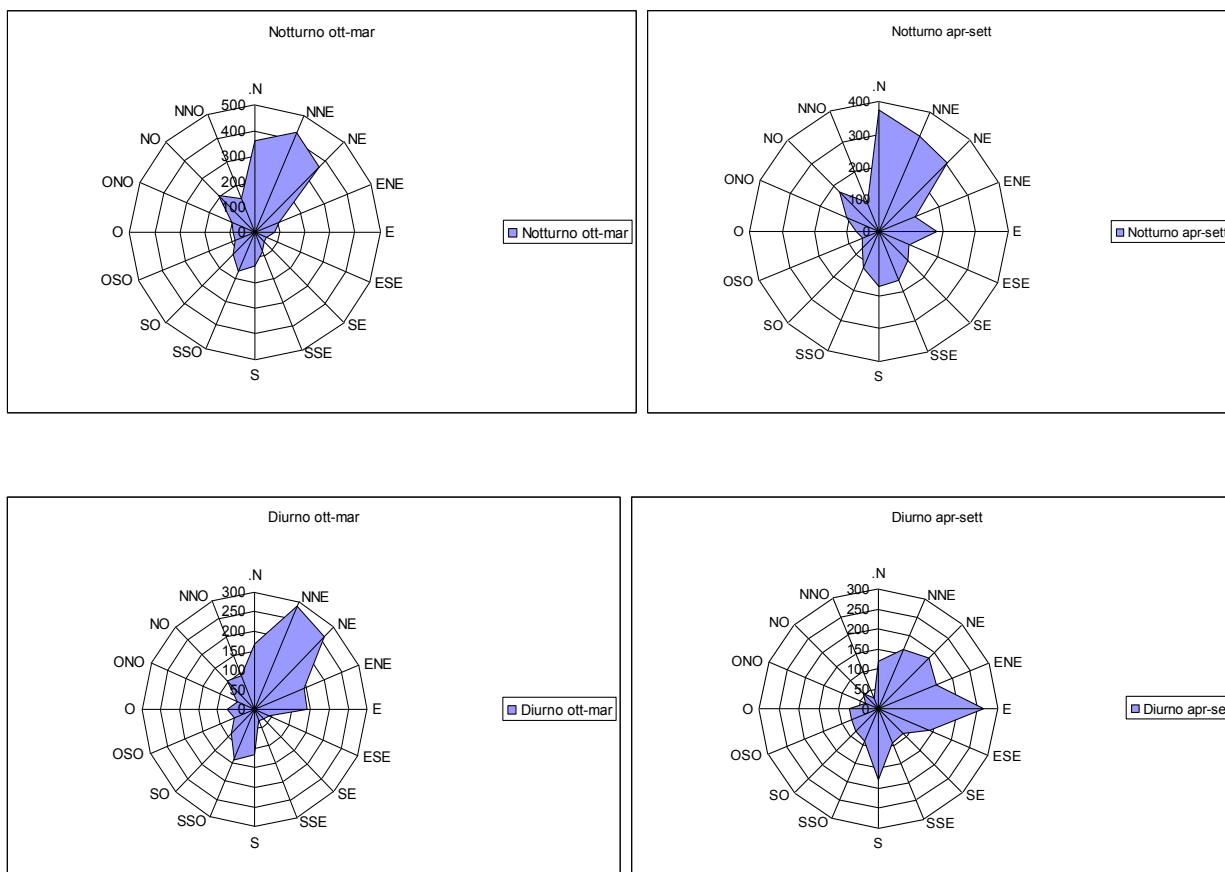 Notturno ott-mar
.N
NNE
NE
ENE
E
ESE
SE
SSE
S
SSO
SO
OSO
O
ONO
NO
NNO
500
400
300
200
100
0
Notturno ott-mar
Notturno apr-sett
.N
NNE
NE
ENE
E
ESE
SE
SSE
S
SSO
SO
OSO
O
ONO
NO
NNO
400
300
200
100
0
Notturno apr-sett
Diurno ott-mar
.N
NNE
NE
ENE
E
ESE
SE
SSE
S
SSO
SO
OSO
O
ONO
NO
NNO
300
250
200
150
100
50
0
Diurno ott-mar
Diurno apr-sett
.N
NNE
NE
ENE
E
ESE
SE
SSE
S
SSO
SO
OSO
O
ONO
NO
NNO
300
250
200
150
100
50
0
Diurno apr-se